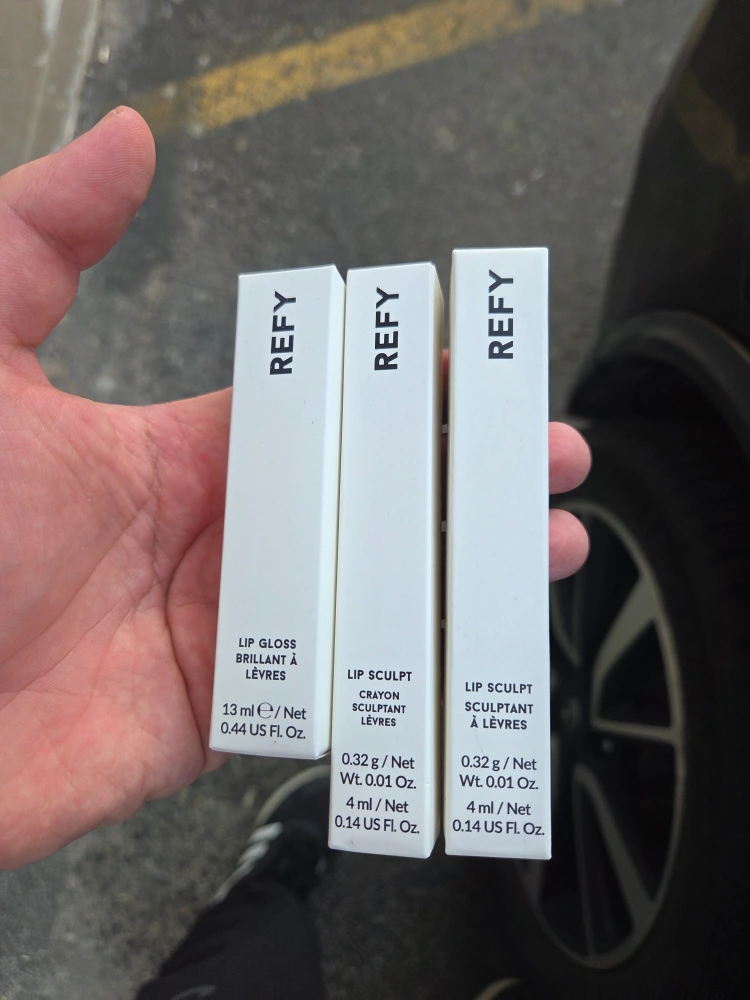 REFY
LIP GLOSS
BRILLANT À
LÈVRES
13 ml ℮ / Net
0.44 US Fl. Oz.
REFY
LIP SCULPT
CRAYON
SCULPTANT
LÈVRES
0.32 g / Net
Wt. 0.01 Oz.
4 ml / Net
0.14 US Fl. Oz.
REFY
LIP SCULPT
SCULPTANT
À LÈVRES
0.32 g / Net
Wt. 0.01 Oz.
4 ml / Net
0.14 US Fl. Oz.